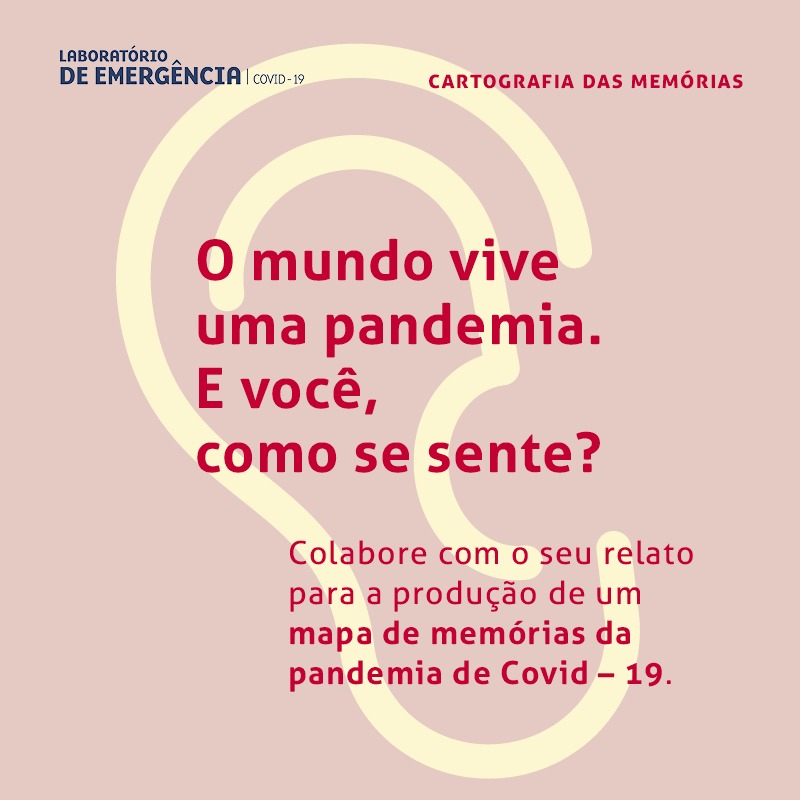 LABORATÓRIO
DE EMERGÊNCIA | COVID-19
CARTOGRAFIA DAS MEMÓRIAS
O mundo vive
uma pandemia.
E você,
como se sente?
Colabore com o seu relato
para a produção de um
mapa de memórias da
pandemia de Covid – 19.